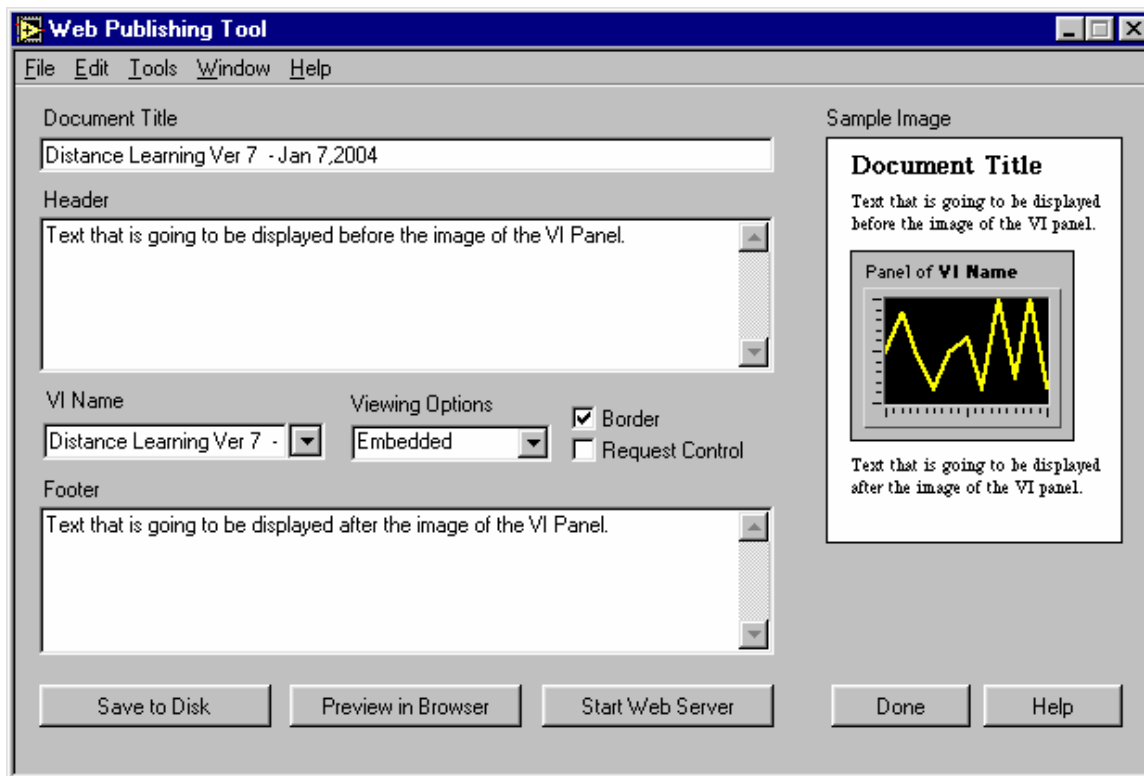 Web Publishing Tool
File Edit Tools Window Help
Document Title
Distance Learning Ver 7 - Jan 7,2004
Header
Text that is going to be displayed before the image of the VI Panel.
VI Name
Distance Learning Ver 7 -
Viewing Options
Embedded
Border
Request Control
Footer
Text that is going to be displayed after the image of the VI Panel.
Save to Disk
Preview in Browser
Start Web Server
Sample Image
Document Title
Text that is going to be displayed
before the image of the VI panel.
Panel of VI Name
Text that is going to be displayed
after the image of the VI panel.
Done
Help